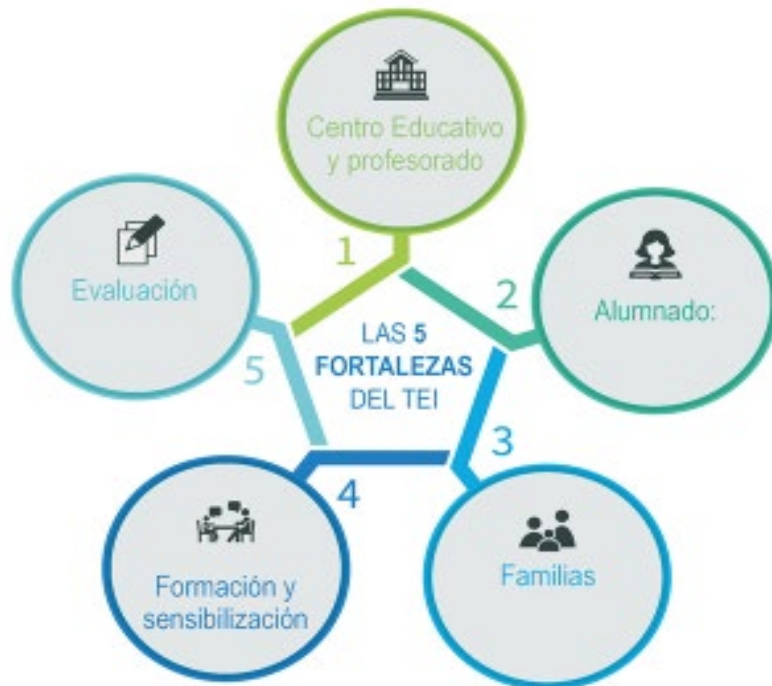 Centro Educativo
y profesorado
1
2
Alumnado:
3
Familias
4
Formación y
sensibilización
5
Evaluación
LAS 5
FORTALEZAS
DEL TEI